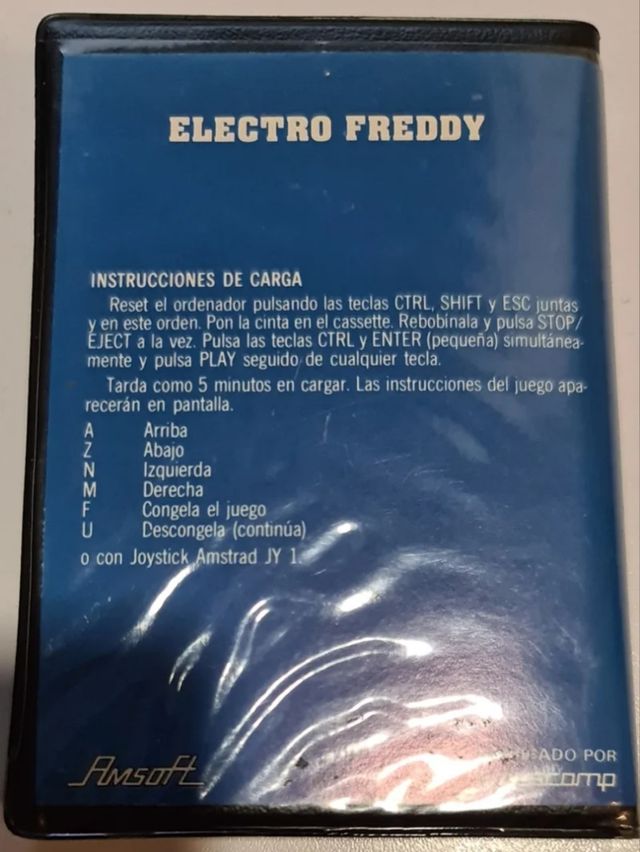 ELECTRO FREDDY
INSTRUCCIONES DE CARGA
Reset el ordenador pulsando las teclas CTRL, SHIFT y ESC juntas
y en este orden. Pon la cinta en el cassette. Rebobínala y pulsa STOP/
EJECT a la vez. Pulsa las teclas CTRL y ENTER (pequeña) simultánea-
mente y pulsa PLAY seguido de cualquier tecla.
Tarda como 5 minutos en cargar. Las instrucciones del juego apa-
recerán en pantalla.
A Arriba
Z Abajo
N Izquierda
M Derecha
F Congela el juego
U Descongela (continúa)
o con Joystick Amstrad JY 1.
Amsoft
POR